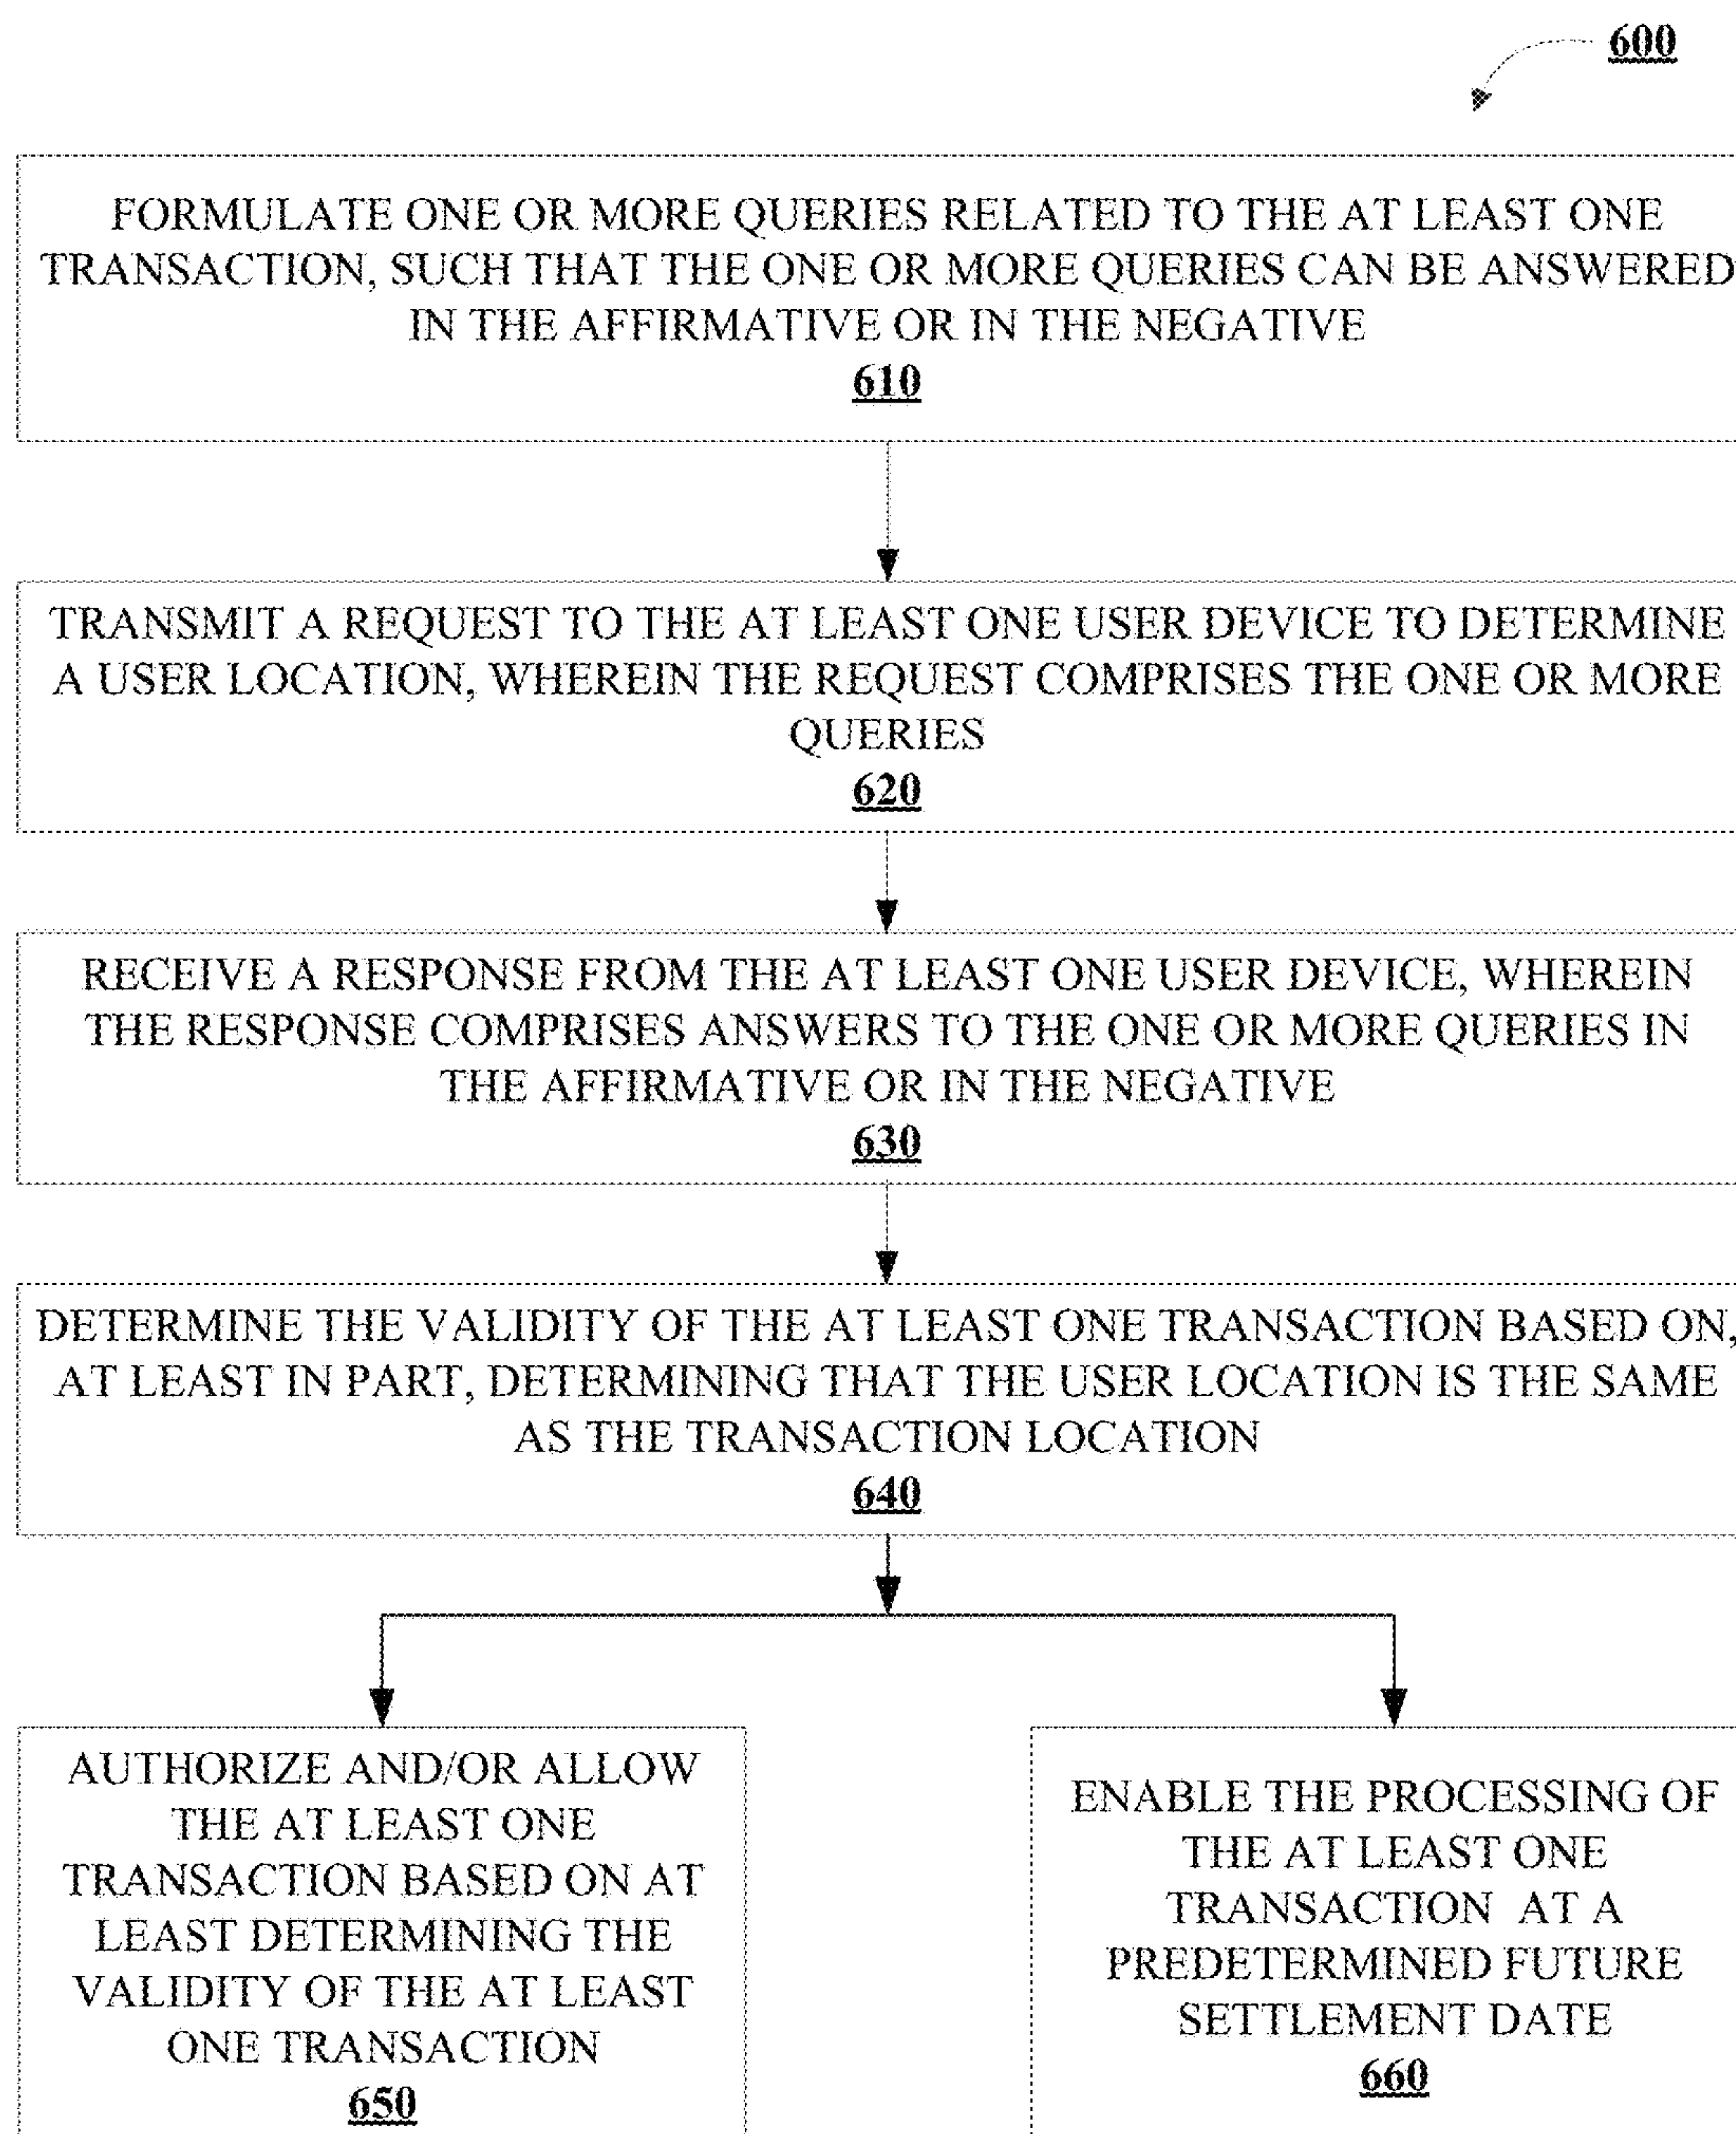 600
FORMULATE ONE OR MORE QUERIES RELATED TO THE AT LEAST ONE
TRANSACTION, SUCH THAT THE ONE OR MORE QUERIES CAN BE ANSWERED
IN THE AFFIRMATIVE OR IN THE NEGATIVE
610
TRANSMIT A REQUEST TO THE AT LEAST ONE USER DEVICE TO DETERMINE
A USER LOCATION, WHEREIN THE REQUEST COMPRISES THE ONE OR MORE
QUERIES
620
RECEIVE A RESPONSE FROM THE AT LEAST ONE USER DEVICE, WHEREIN
THE RESPONSE COMPRISES ANSWERS TO THE ONE OR MORE QUERIES IN
THE AFFIRMATIVE OR IN THE NEGATIVE
630
DETERMINE THE VALIDITY OF THE AT LEAST ONE TRANSACTION BASED ON,
AT LEAST IN PART, DETERMINING THAT THE USER LOCATION IS THE SAME
AS THE TRANSACTION LOCATION
640
AUTHORIZE AND/OR ALLOW
THE AT LEAST ONE
TRANSACTION BASED ON AT
LEAST DETERMINING THE
VALIDITY OF THE AT LEAST
ONE TRANSACTION
650
ENABLE THE PROCESSING OF
THE AT LEAST ONE
TRANSACTION AT A
PREDETERMINED FUTURE
SETTLEMENT DATE
660